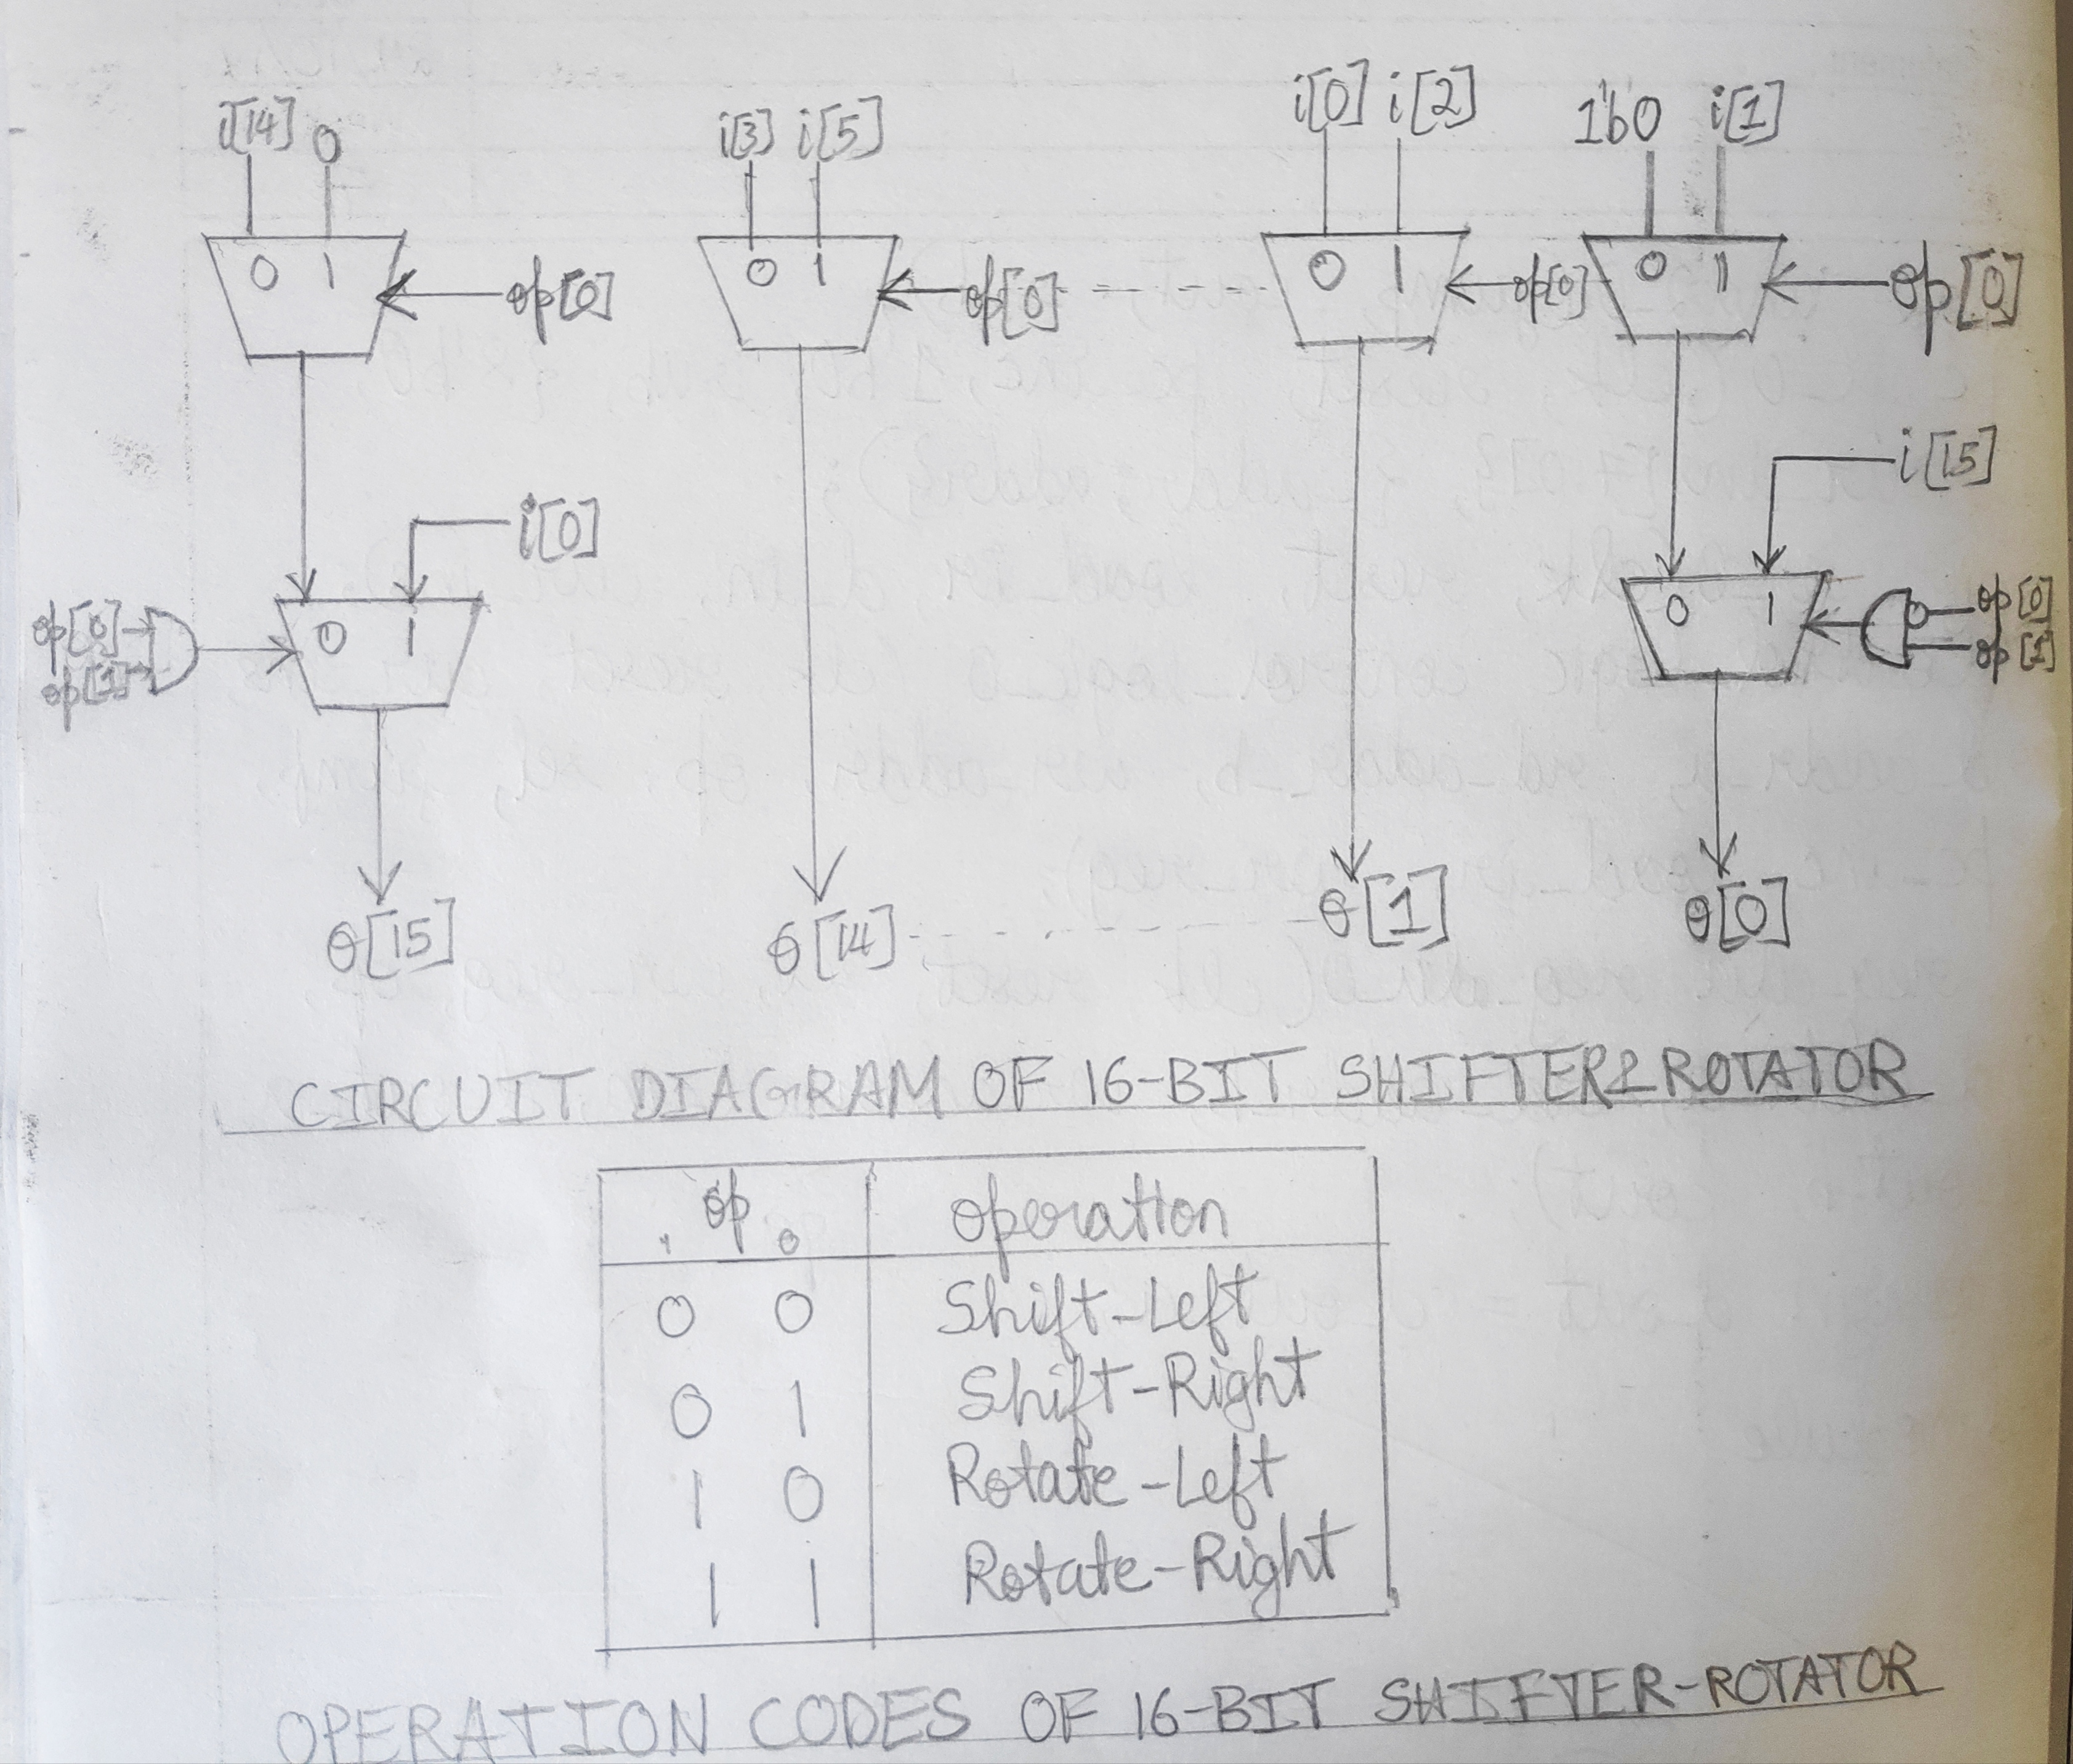 i[14] 0 i[3] i[5] i[0] i[2] 1'b0 i[1]
0 1 op[0] 0 1 op[0] 0 1 op[0] 0 1 op[0]
i[15]
i[0]
op[0] 0 1 0 1 op[0]
op[1] op[1]
o[15] o[14] o[1] o[0]
CIRCUIT DIAGRAM OF 16-BIT SHIFTER & ROTATOR
1 op 0 operation
0 0 Shift-Left
0 1 Shift-Right
1 0 Rotate-Left
1 1 Rotate-Right
OPERATION CODES OF 16-BIT SHIFTER-ROTATOR